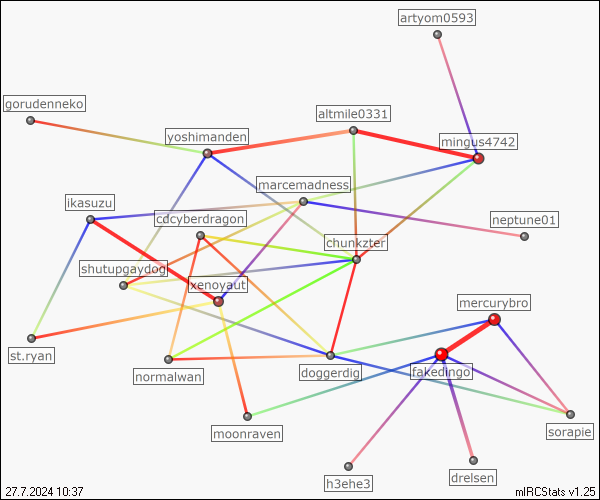 artyom0593
gorudenneko
altmile0331
yoshimanden
mingus4742
marcemadness
ikasuzu
cdcyberdragon
neptune01
chunkzter
shutupgaydog
xenoyaut
mercurybro
st.ryan
normalwan
doggerdig
fakedingo
moonraven
sorapie
h3ehe3
drelsen
27.7.2024 10:37
mIRCStats v1.25